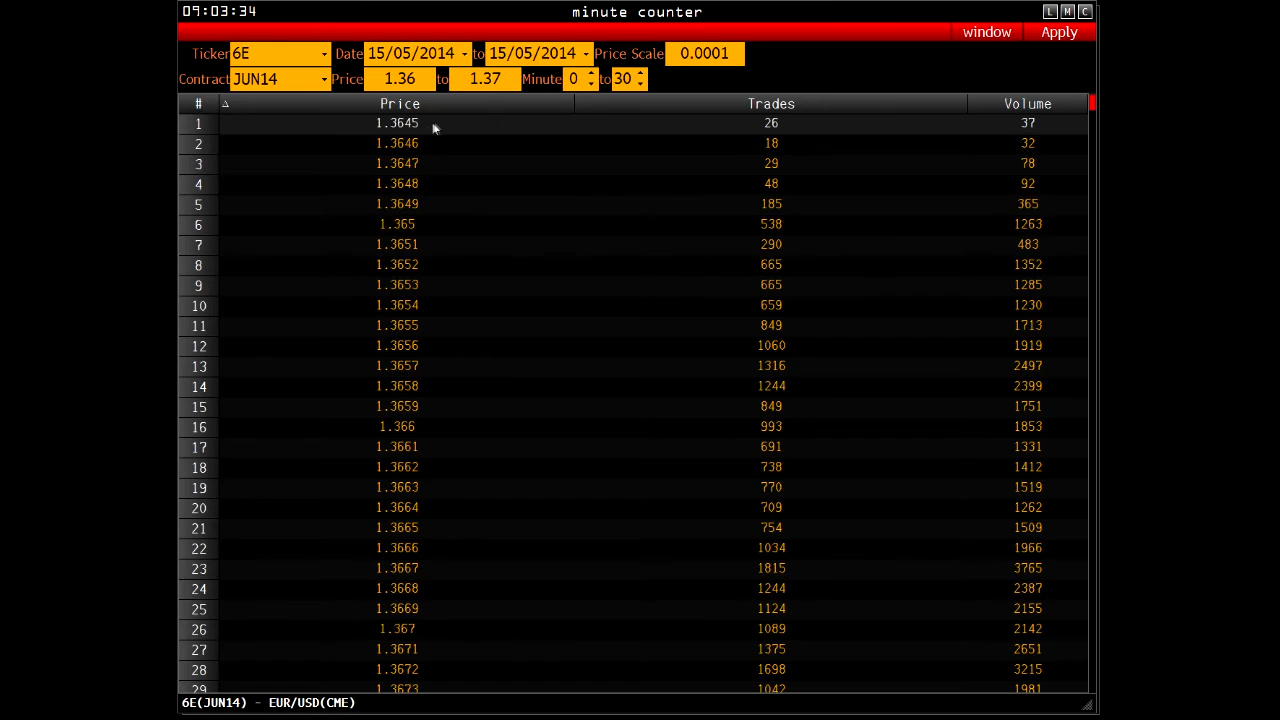 09:03:34 minute counter L M C
window Apply
Ticker 6E Date 15/05/2014 to 15/05/2014 Price Scale 0.0001
Contract JUN14 Price 1.36 to 1.37 Minute 0 to 30
# Price Trades Volume
1 1.3645 26 37
2 1.3646 18 32
3 1.3647 29 78
4 1.3648 48 92
5 1.3649 185 365
6 1.365 538 1263
7 1.3651 290 483
8 1.3652 665 1352
9 1.3653 665 1285
10 1.3654 659 1230
11 1.3655 849 1713
12 1.3656 1060 1919
13 1.3657 1316 2497
14 1.3658 1244 2399
15 1.3659 849 1751
16 1.366 993 1853
17 1.3661 691 1331
18 1.3662 738 1412
19 1.3663 770 1519
20 1.3664 709 1262
21 1.3665 754 1509
22 1.3666 1034 1966
23 1.3667 1815 3765
24 1.3668 1244 2387
25 1.3669 1124 2155
26 1.367 1089 2142
27 1.3671 1375 2651
28 1.3672 1698 3215
29 1.3673 1042 1981
6E(JUN14) - EUR/USD(CME)